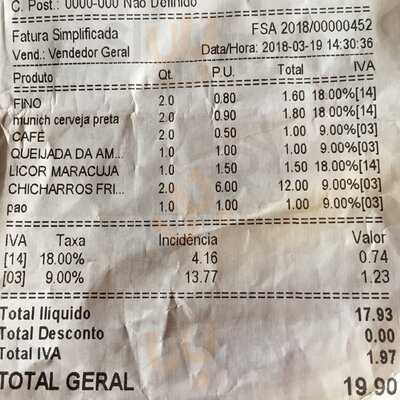 C. Post.: 0000-000 Nao Definido
Fatura Simplificada FSA 2018/00000452
Vend.: Vendedor Geral Data/Hora: 2018-03-19 14:30:36
Produto Qt. P.U. Total IVA
FINO 2.0 0.80 1.60 18.00%[14]
munich cerveja preta 2.0 0.90 1.80 18.00%[14]
CAFÉ 2.0 0.50 1.00 9.00%[03]
QUEIJADA DA AM... 1.0 1.00 1.00 9.00%[03]
LICOR MARACUJA 1.0 1.50 1.50 18.00%[14]
CHICHARROS FRI... 2.0 6.00 12.00 9.00%[03]
pao 1.0 1.00 1.00 9.00%[03]
IVA Taxa Incidência Valor
[14] 18.00% 4.16 0.74
[03] 9.00% 13.77 1.23
Total Ilíquido 17.93
Total Desconto 0.00
Total IVA 1.97
TOTAL GERAL 19.90